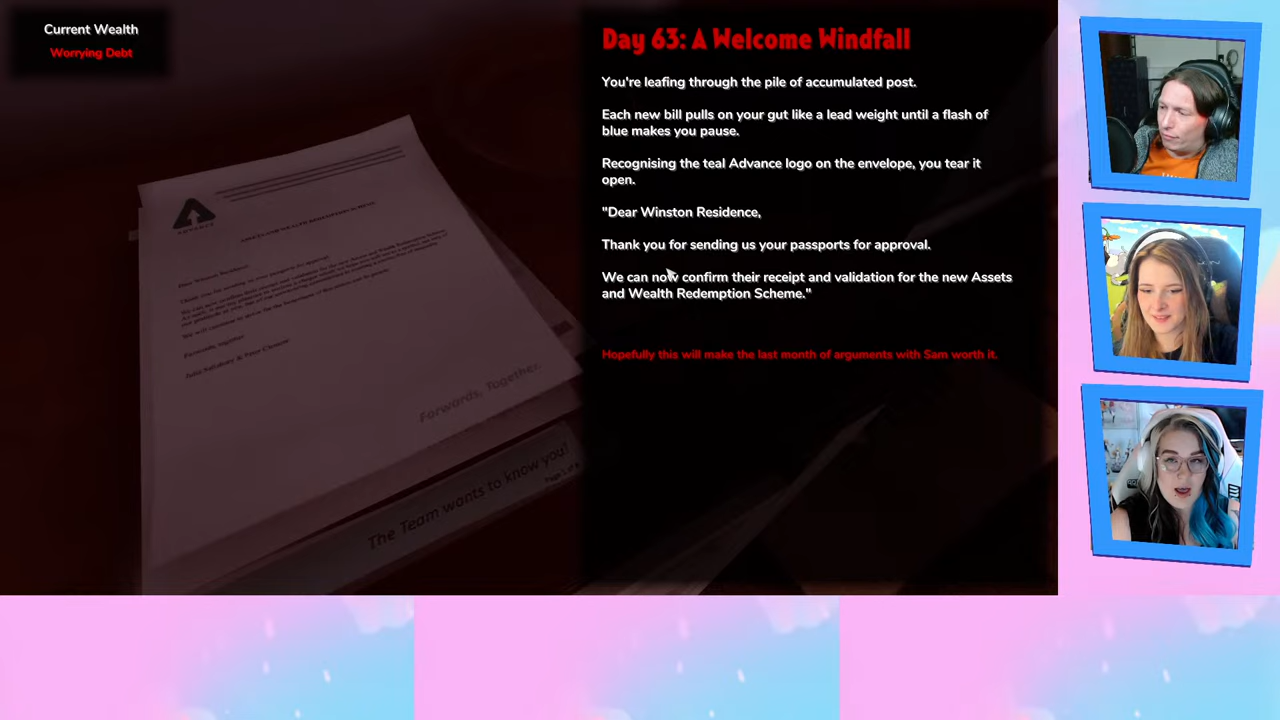 Current Wealth
Worrying Debt
Day 63: A Welcome Windfall
You're leafing through the pile of accumulated post.
Each new bill pulls on your gut like a lead weight until a flash of
blue makes you pause.
Recognising the teal Advance logo on the envelope, you tear it
open.
"Dear Winston Residence,
Thank you for sending us your passports for approval.
We can now confirm their receipt and validation for the new Assets
and Wealth Redemption Scheme."
Hopefully this will make the last month of arguments with Sam worth it.
Dear Winston Residence,
Forwards, Together.
The Team wants to know you!